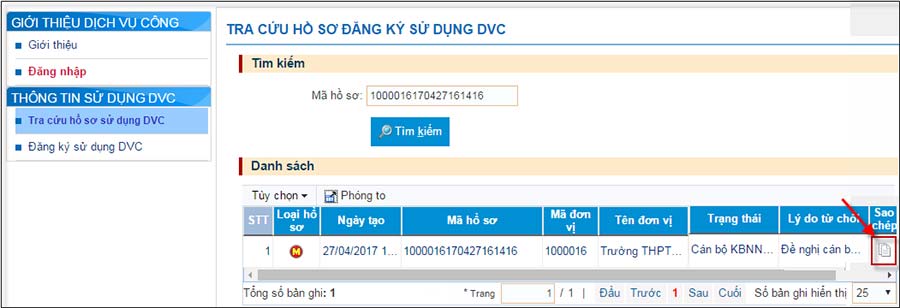 GIỚI THIỆU DỊCH VỤ CÔNG
Giới thiệu
Đăng nhập
THÔNG TIN SỬ DỤNG DVC
Tra cứu hồ sơ sử dụng DVC
Đăng ký sử dụng DVC
TRA CỨU HỒ SƠ ĐĂNG KÝ SỬ DỤNG DVC
Tìm kiếm
Mã hồ sơ: 1000016170427161416
Tìm kiếm
Danh sách
Tùy chọn Phóng to
STT Loại hồ sơ Ngày tạo Mã hồ sơ Mã đơn vị Tên đơn vị Trạng thái Lý do từ chối Sao chép
1 M 27/04/2017 1... 1000016170427161416 1000016 Trường THPT... Cán bộ KBNN... Đề nghị cán b...
Tổng số bản ghi: 1 * Trang 1 / 1 | Đầu Trước 1 Sau Cuối Số bản ghi hiển thị 25